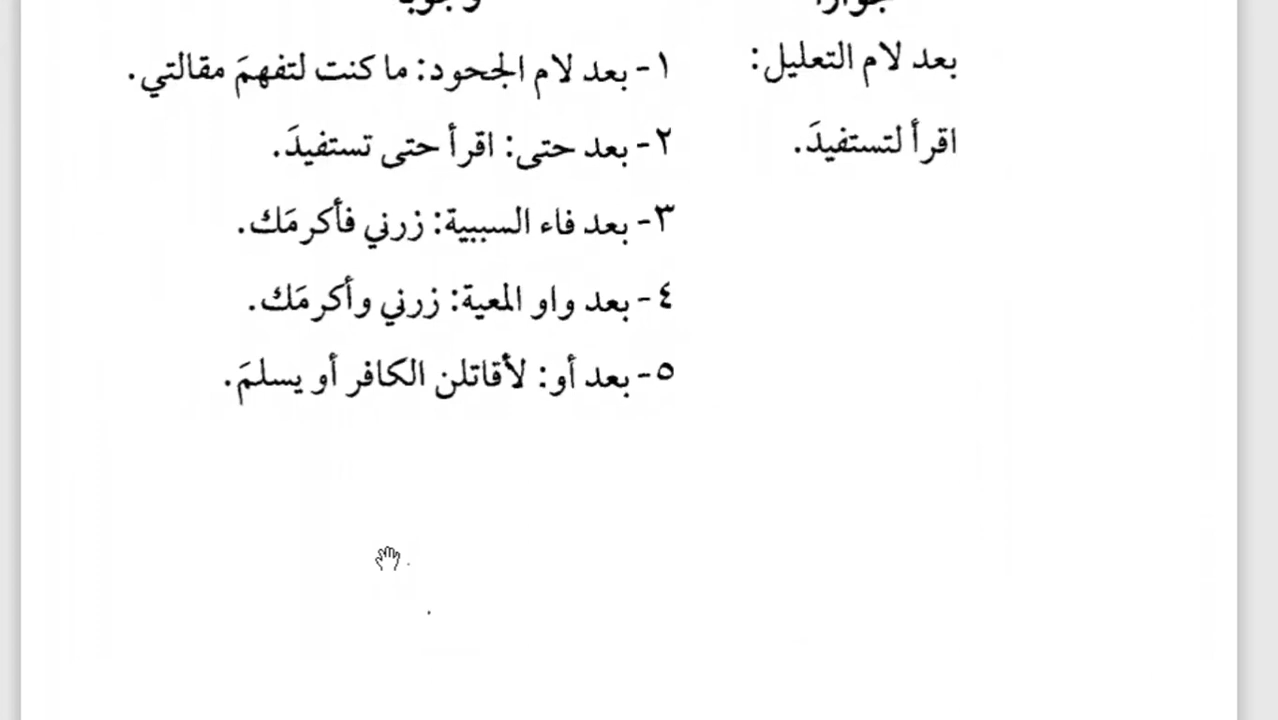 جوازا
وجوبا
بعد لام التعليل:
اقرأ لتستفيدَ.
١- بعد لام الجحود: ما كنت لتفهمَ مقالتي.
٢- بعد حتى: اقرأ حتى تستفيدَ.
٣- بعد فاء السببية: زرني فأكرمَك.
٤- بعد واو المعية: زرني وأكرمَك.
٥- بعد أو: لأقاتلن الكافر أو يسلمَ.